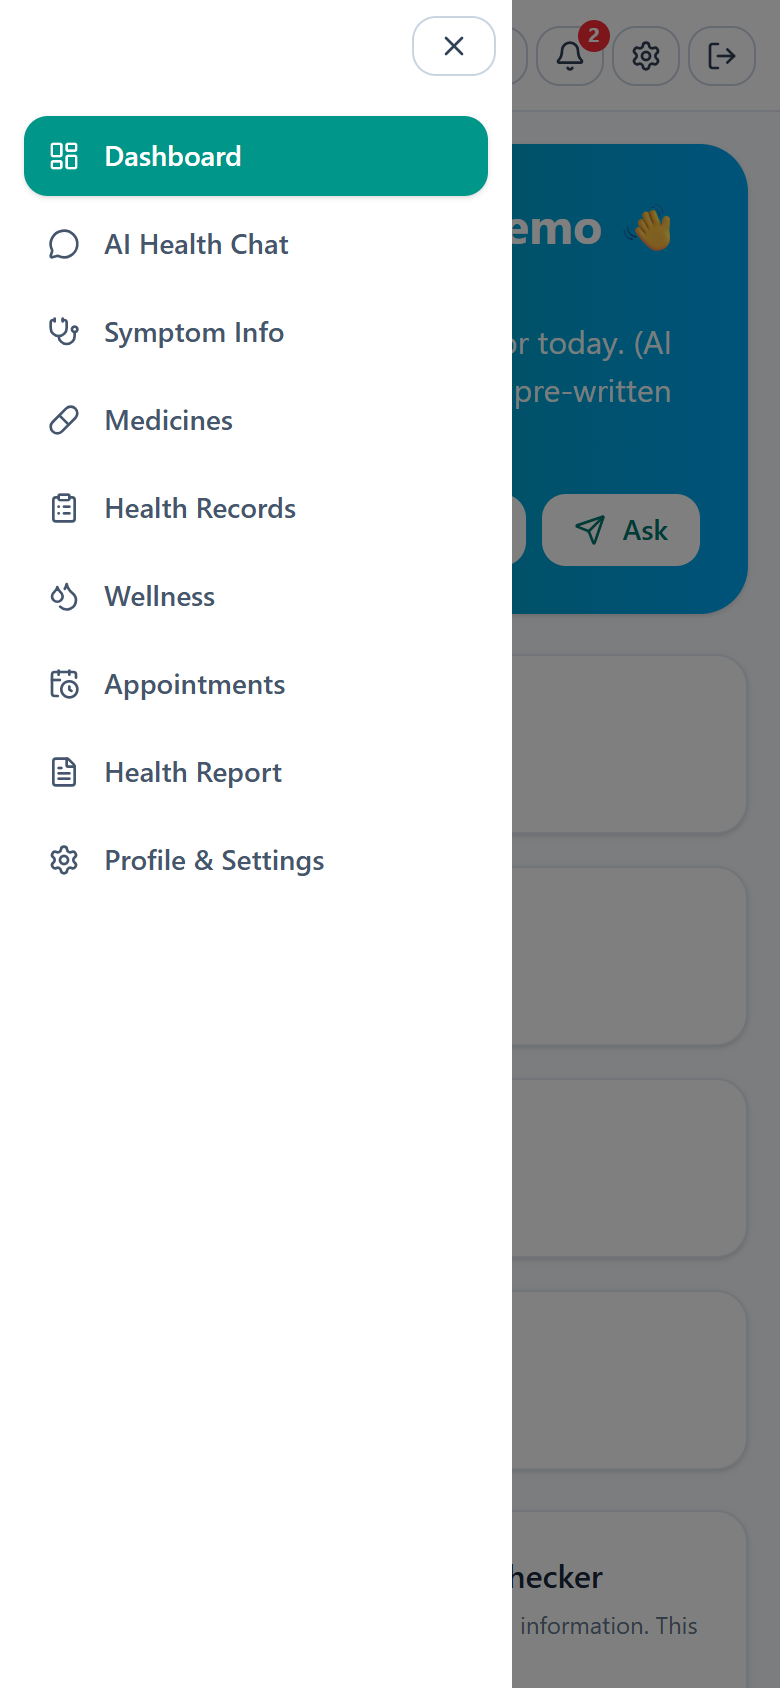 2
Dashboard
AI Health Chat
Symptom Info
Medicines
Health Records
Wellness
Appointments
Health Report
Profile & Settings
emo 👋
or today. (AI
pre-written
Ask
hecker
information. This